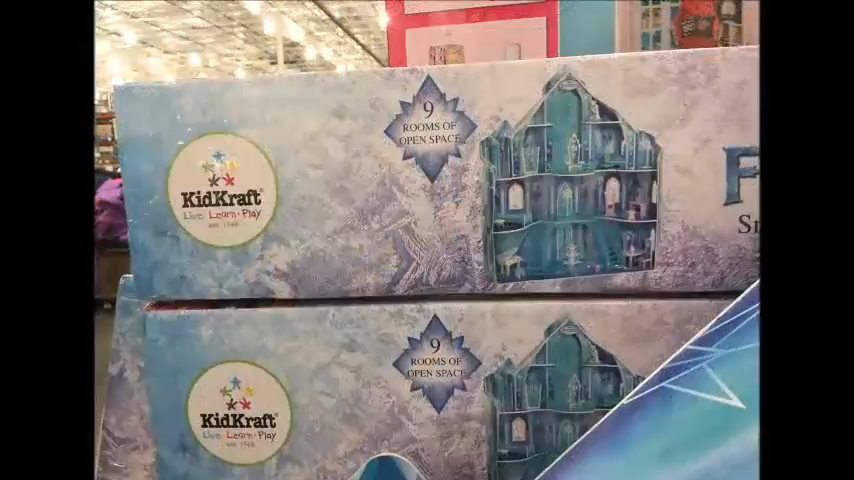 9
ROOMS OF
OPEN SPACE
KidKraft
Live Learn Play
9
ROOMS OF
OPEN SPACE
KidKraft
Live Learn Play